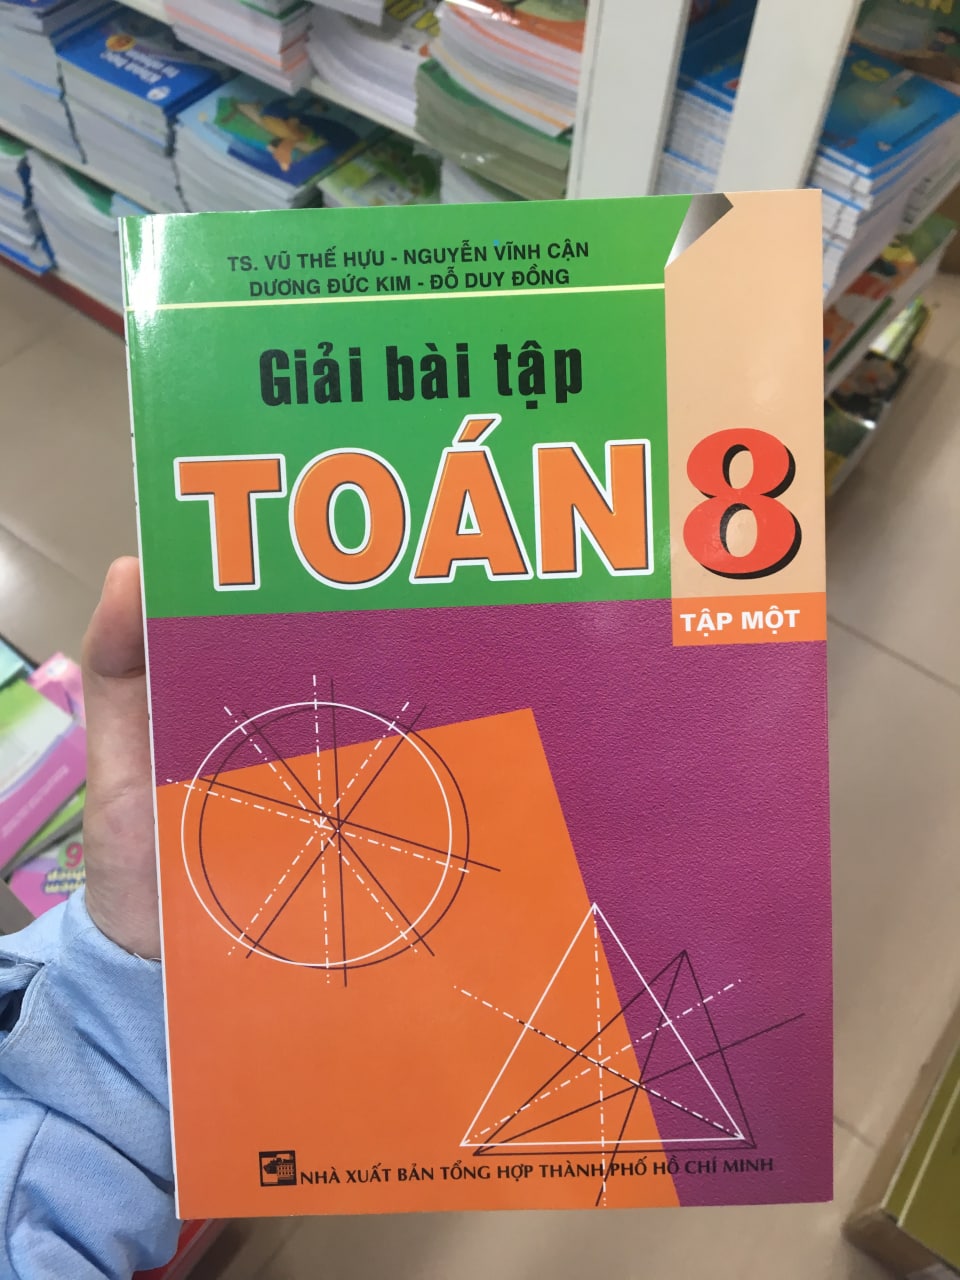 TS. VŨ THẾ HỰU - NGUYỄN VĨNH CẬN
DƯƠNG ĐỨC KIM - ĐỖ DUY ĐỒNG
Giải bài tập
TOÁN 8
TẬP MỘT
NHÀ XUẤT BẢN TỔNG HỢP THÀNH PHỐ HỒ CHÍ MINH